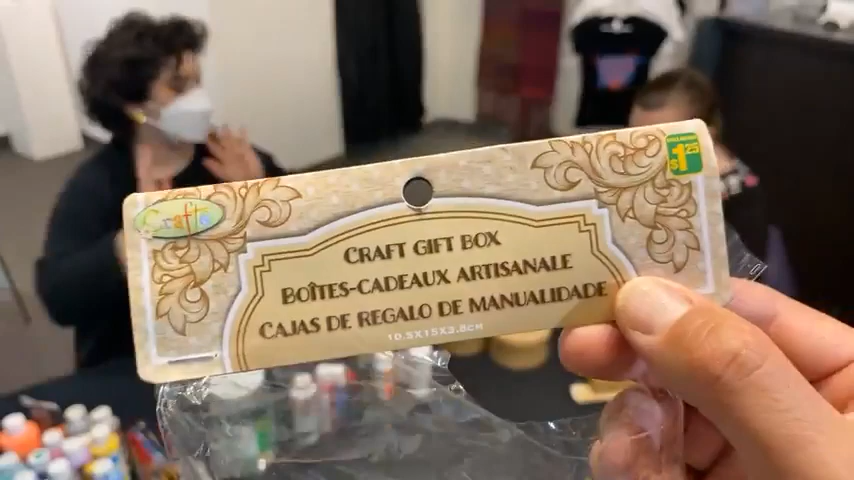 crafts
$1.25
CRAFT GIFT BOX
BOÎTES-CADEAUX ARTISANALE
CAJAS DE REGALO DE MANUALIDADE
10.5X15X3.8CM